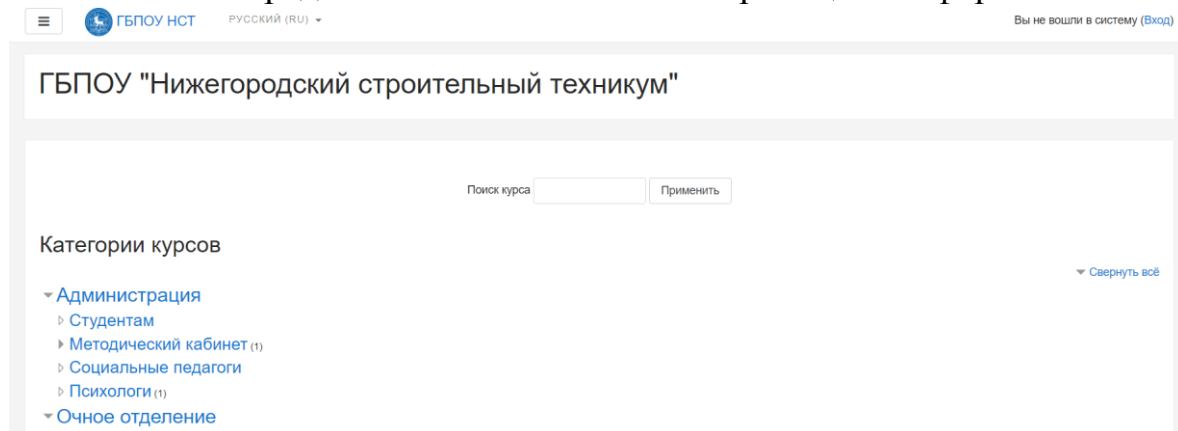 ГБПОУ НСТ РУССКИЙ (RU) Вы не вошли в систему (Вход)
ГБПОУ "Нижегородский строительный техникум"
Поиск курса Применить
Категории курсов
Свернуть всё
Администрация
Студентам
Методический кабинет (1)
Социальные педагоги
Психологи (1)
Очное отделение